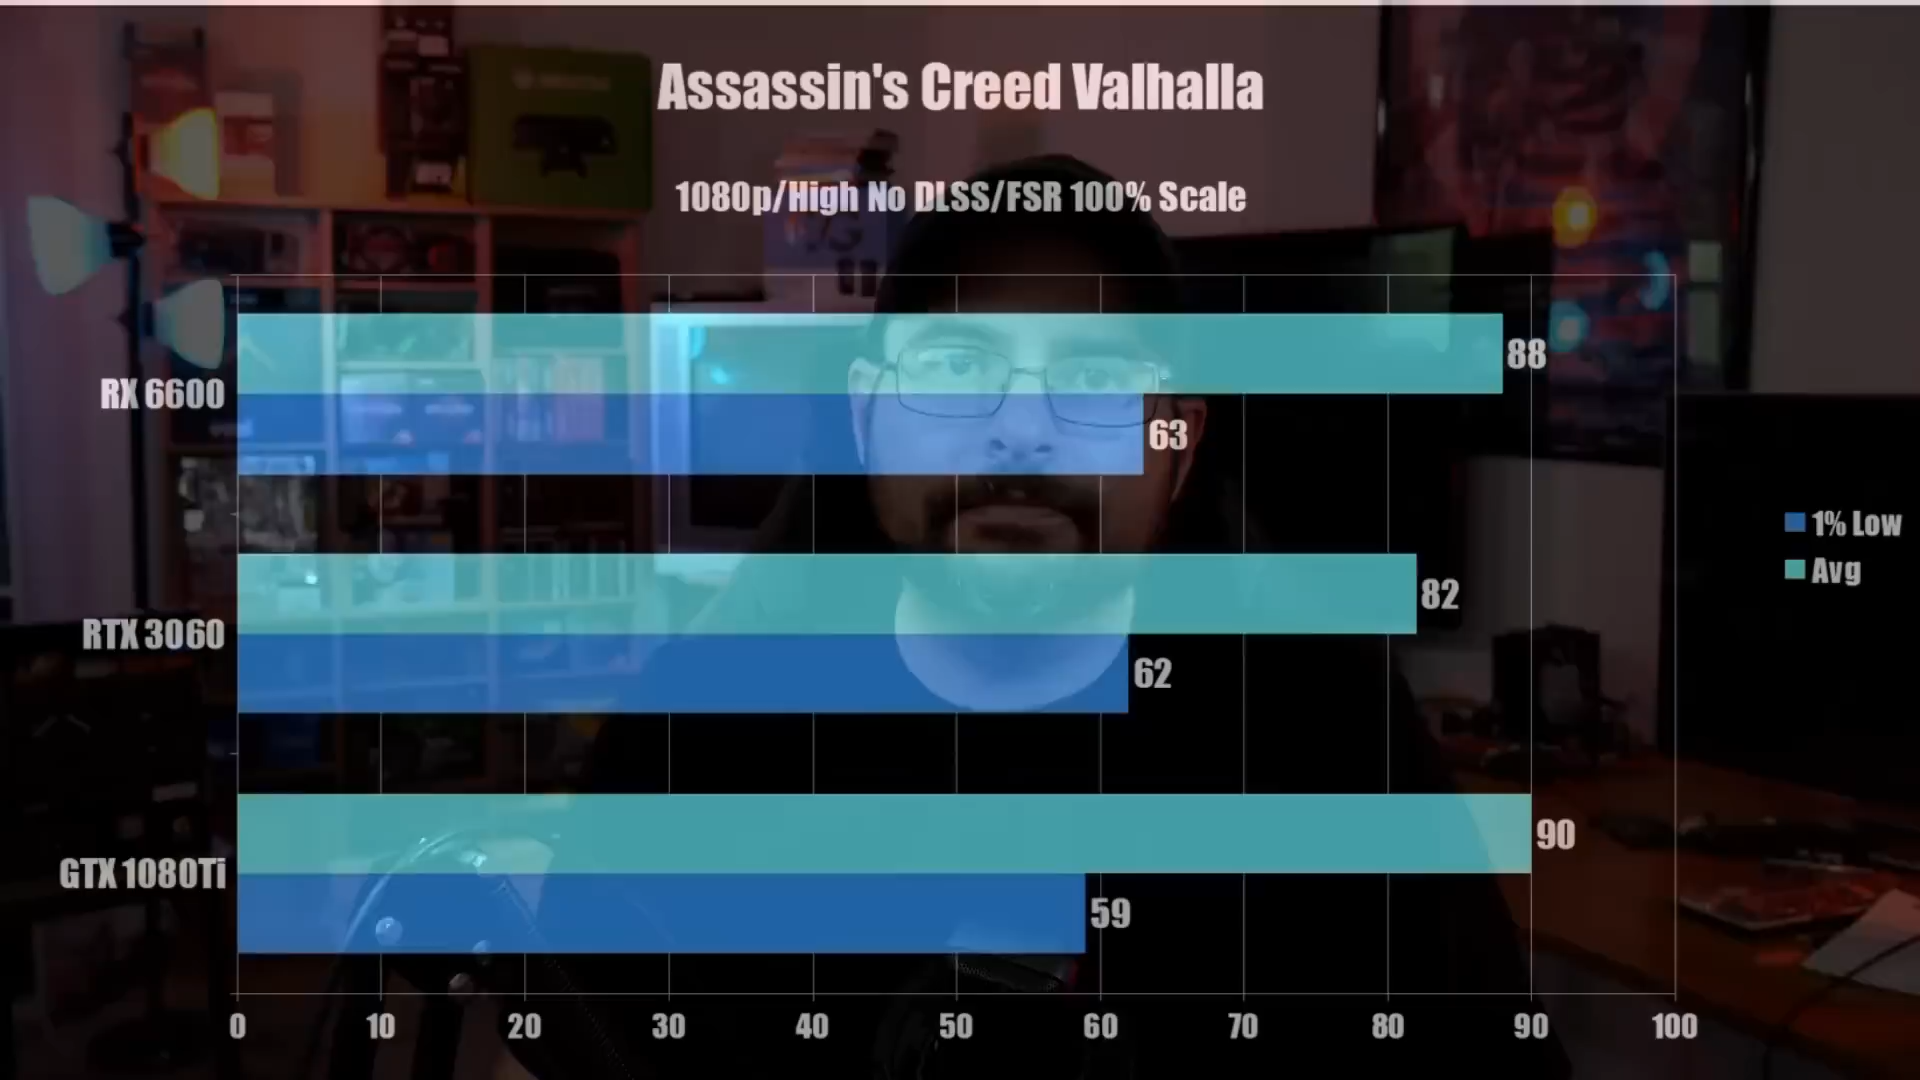 Assassin's Creed Valhalla
1080p/High No DLSS/FSR 100% Scale
RX 6600
88
63
RTX 3060
82
62
GTX 1080Ti
90
59
1% Low
Avg
0 10 20 30 40 50 60 70 80 90 100